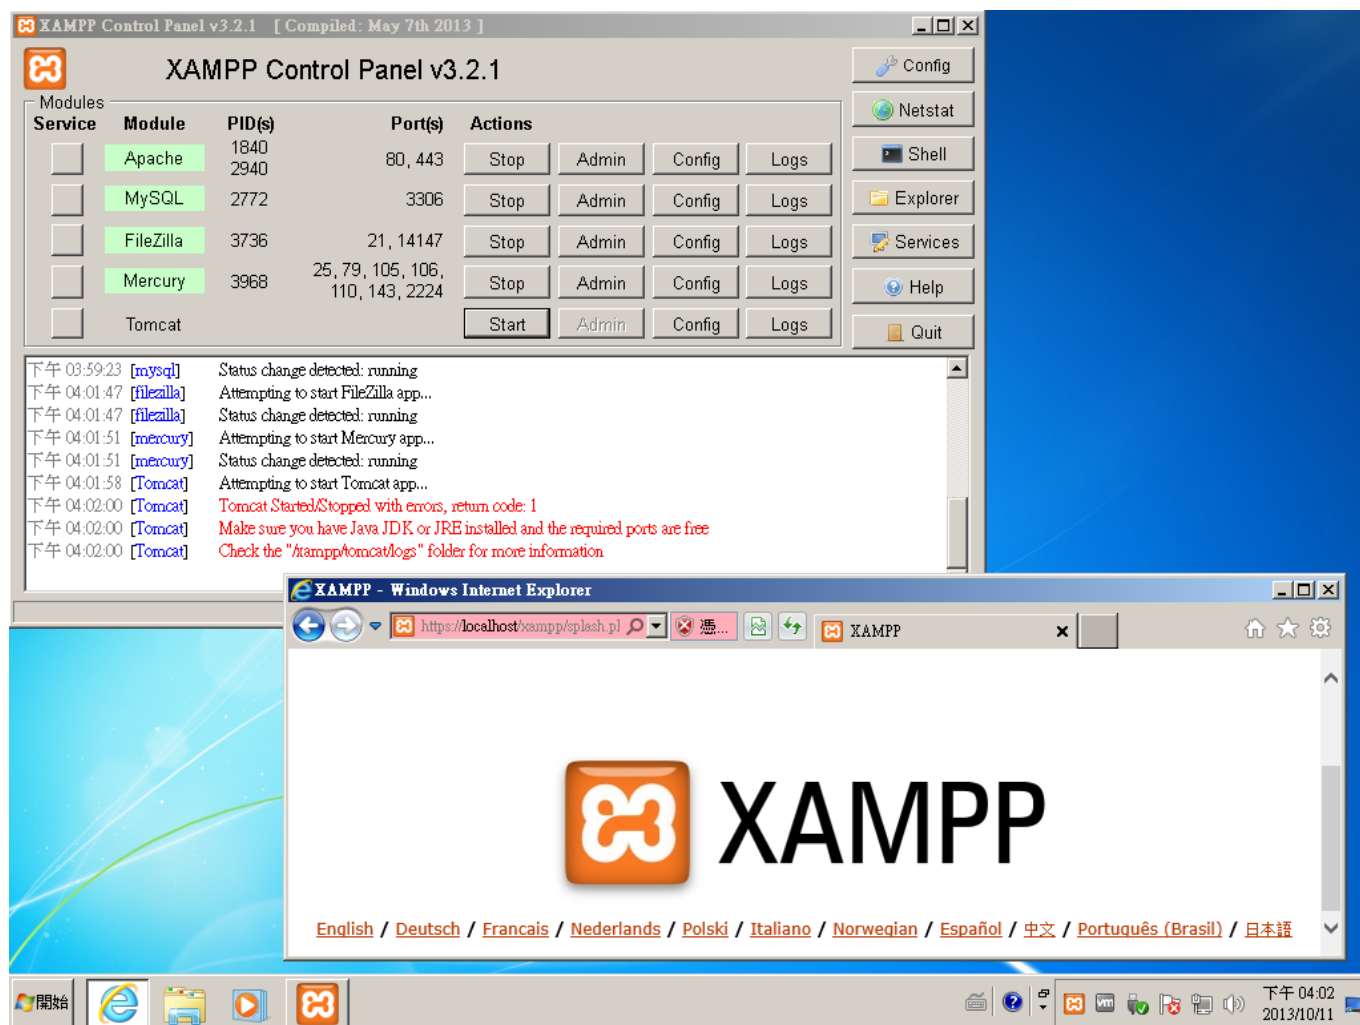 XAMPP Control Panel v3.2.1 [ Compiled: May 7th 2013 ]
XAMPP Control Panel v3.2.1
Config
Modules
Service Module PID(s) Port(s) Actions
Netstat
Apache 1840 2940 80, 443 Stop Admin Config Logs
Shell
MySQL 2772 3306 Stop Admin Config Logs
Explorer
FileZilla 3736 21, 14147 Stop Admin Config Logs
Services
Mercury 3968 25, 79, 105, 106, 110, 143, 2224 Stop Admin Config Logs
Help
Tomcat Start Admin Config Logs
Quit
下午 03:59:23 [mysql] Status change detected: running
下午 04:01:47 [filezilla] Attempting to start FileZilla app...
下午 04:01:47 [filezilla] Status change detected: running
下午 04:01:51 [mercury] Attempting to start Mercury app...
下午 04:01:51 [mercury] Status change detected: running
下午 04:01:58 [Tomcat] Attempting to start Tomcat app...
下午 04:02:00 [Tomcat] Tomcat Started/Stopped with errors, return code: 1
下午 04:02:00 [Tomcat] Make sure you have Java JDK or JRE installed and the required ports are free
下午 04:02:00 [Tomcat] Check the "/xampp/tomcat/logs" folder for more information
XAMPP - Windows Internet Explorer
https://localhost/xampp/splash.pl 憑... XAMPP
XAMPP
English / Deutsch / Francais / Nederlands / Polski / Italiano / Norwegian / Español / 中文 / Português (Brasil) / 日本語
開始
vm
下午 04:02
2013/10/11